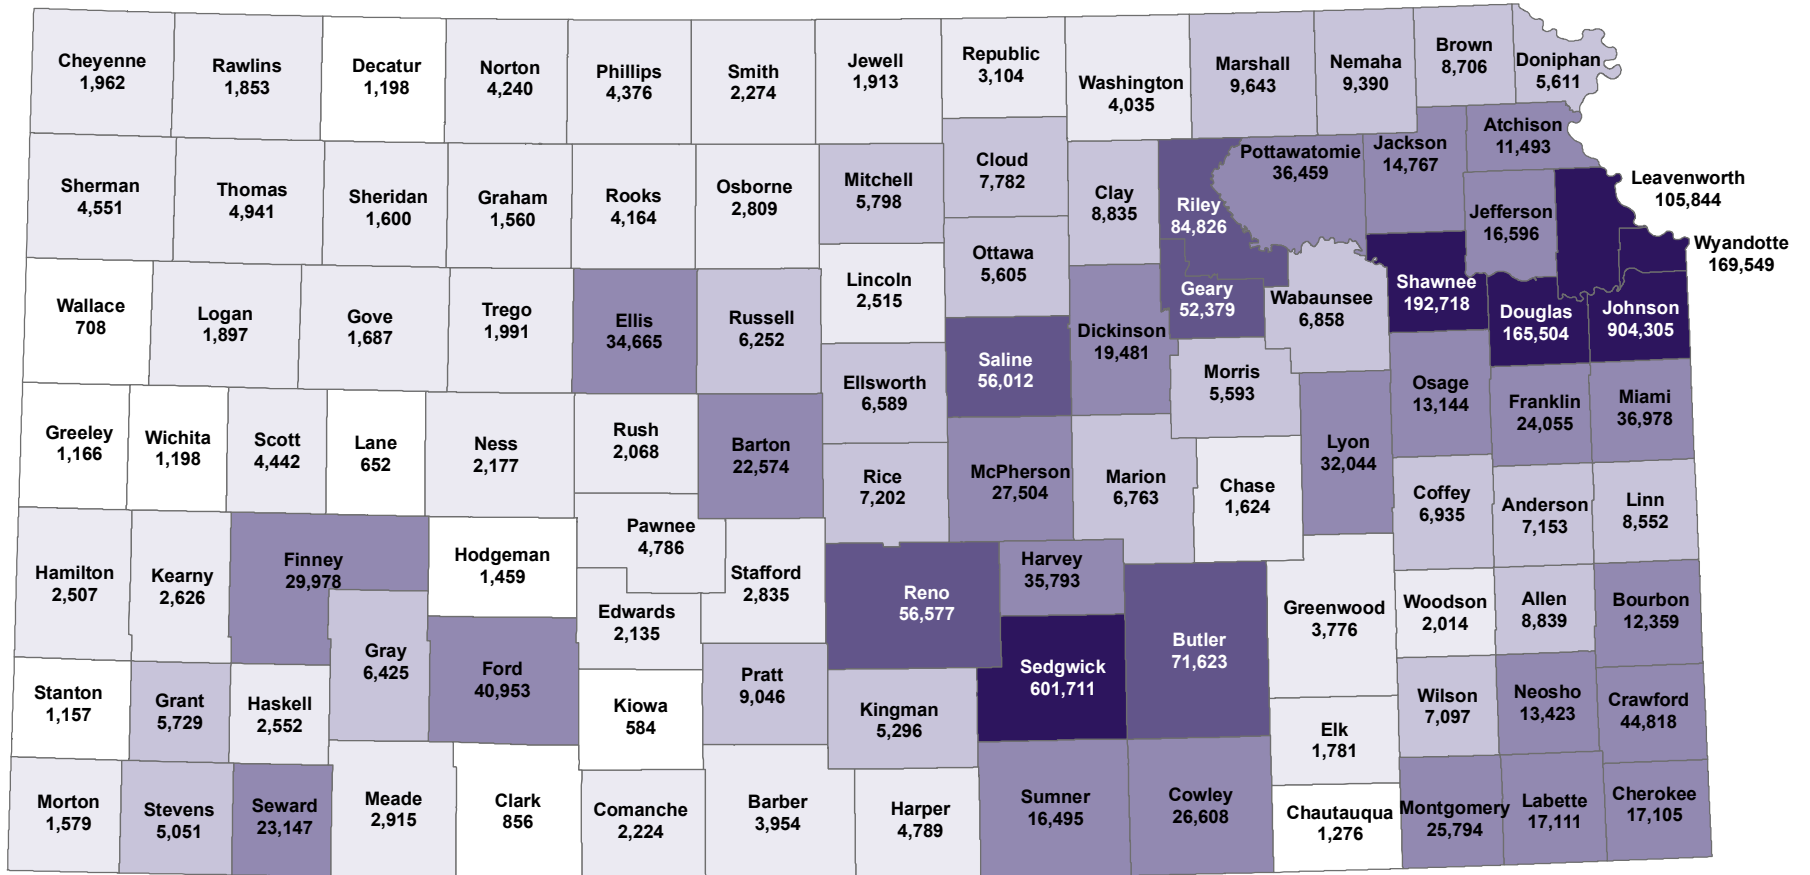 Cheyenne
1,962
Rawlins
1,853
Decatur
1,198
Norton
4,240
Phillips
4,376
Smith
2,274
Jewell
1,913
Republic
3,104
Washington
4,035
Marshall
9,643
Nemaha
9,390
Brown
8,706
Doniphan
5,611
Sherman
4,551
Thomas
4,941
Sheridan
1,600
Graham
1,560
Rooks
4,164
Osborne
2,809
Mitchell
5,798
Cloud
7,782
Clay
8,835
Riley
84,826
Pottawatomie
36,459
Jackson
14,767
Atchison
11,493
Jefferson
16,596
Leavenworth
105,844
Wyandotte
169,549
Wallace
708
Logan
1,897
Gove
1,687
Trego
1,991
Ellis
34,665
Russell
6,252
Lincoln
2,515
Ottawa
5,605
Saline
56,012
Dickinson
19,481
Geary
52,379
Wabaunsee
6,858
Shawnee
192,718
Douglas
165,504
Johnson
904,305
Greeley
1,166
Wichita
1,198
Scott
4,442
Lane
652
Ness
2,177
Rush
2,068
Barton
22,574
Ellsworth
6,589
Rice
7,202
McPherson
27,504
Marion
6,763
Morris
5,593
Chase
1,624
Lyon
32,044
Osage
13,144
Franklin
24,055
Miami
36,978
Coffey
6,935
Anderson
7,153
Linn
8,552
Hamilton
2,507
Kearny
2,626
Finney
29,978
Hodgeman
1,459
Pawnee
4,786
Stafford
2,835
Edwards
2,135
Reno
56,577
Harvey
35,793
Butler
71,623
Greenwood
3,776
Woodson
2,014
Allen
8,839
Bourbon
12,359
Stanton
1,157
Grant
5,729
Haskell
2,552
Gray
6,425
Ford
40,953
Kiowa
584
Pratt
9,046
Kingman
5,296
Sedgwick
601,711
Elk
1,781
Wilson
7,097
Neosho
13,423
Crawford
44,818
Morton
1,579
Stevens
5,051
Seward
23,147
Meade
2,915
Clark
856
Comanche
2,224
Barber
3,954
Harper
4,789
Sumner
16,495
Cowley
26,608
Chautauqua
1,276
Montgomery
25,794
Labette
17,111
Cherokee
17,105